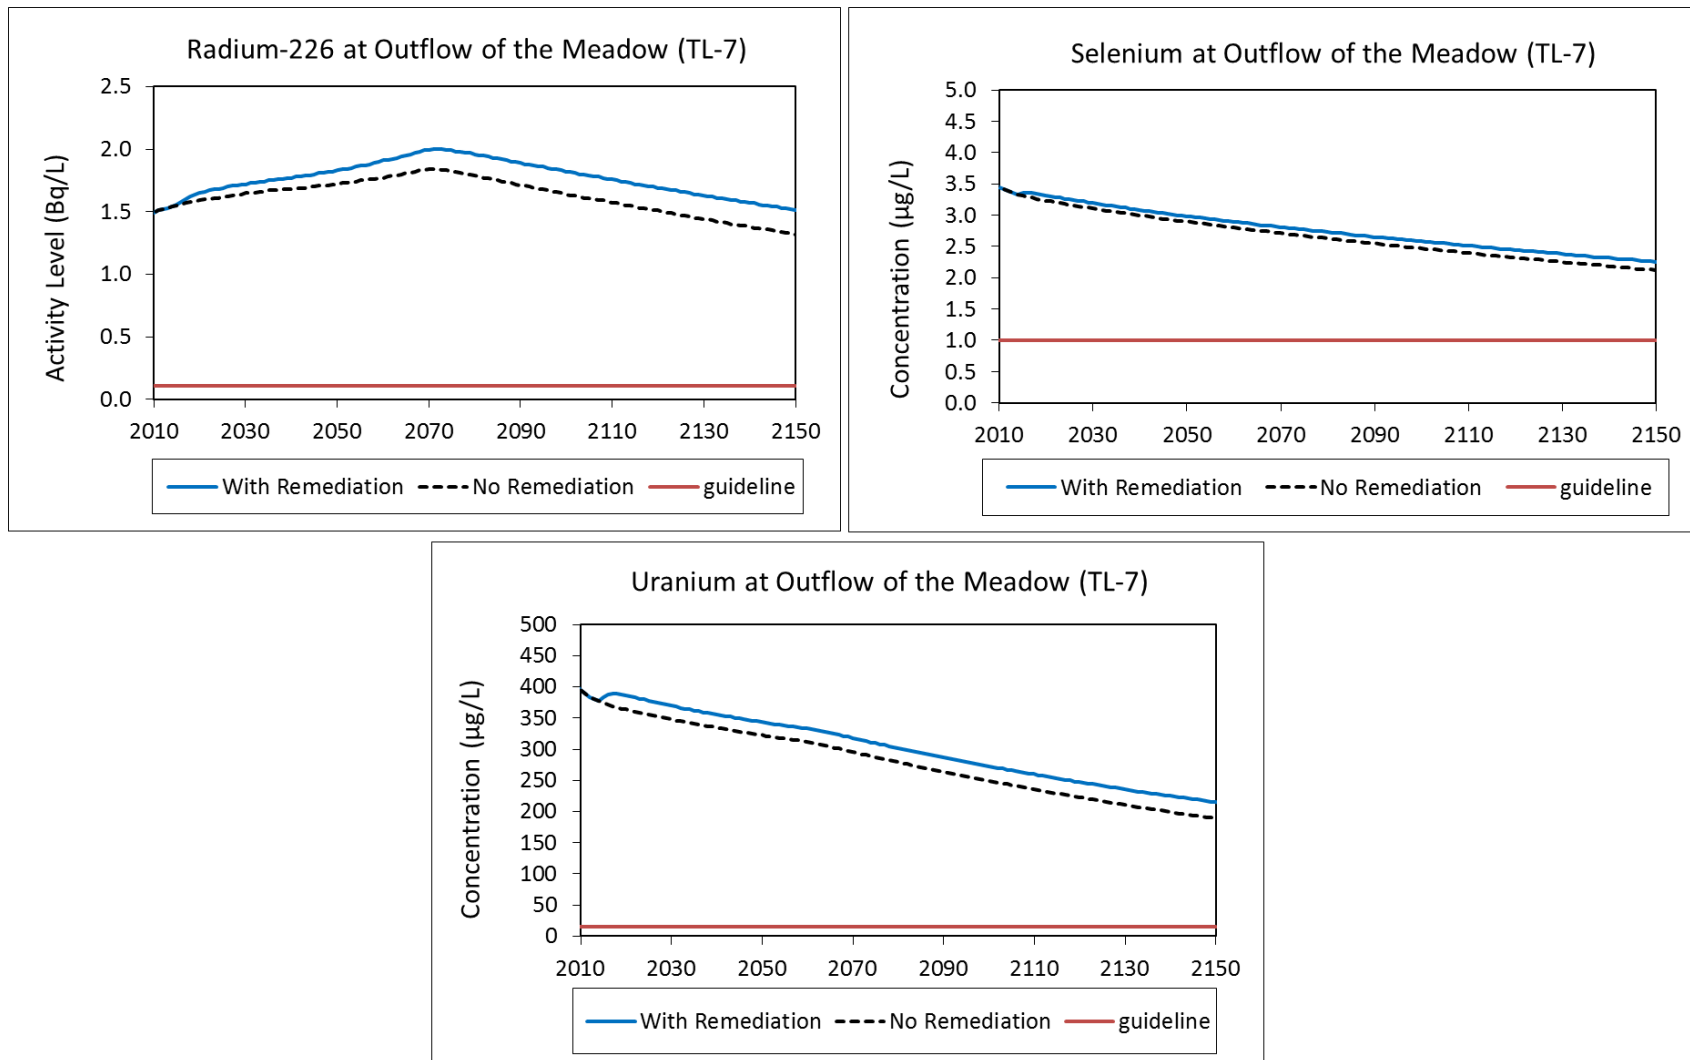 Radium-226 at Outflow of the Meadow (TL-7)
Activity Level (Bq/L)
2.5
2.0
1.5
1.0
0.5
0.0
2010 2030 2050 2070 2090 2110 2130 2150
With Remediation No Remediation guideline
Selenium at Outflow of the Meadow (TL-7)
Concentration (µg/L)
5.0
4.5
4.0
3.5
3.0
2.5
2.0
1.5
1.0
0.5
0.0
2010 2030 2050 2070 2090 2110 2130 2150
With Remediation No Remediation guideline
Uranium at Outflow of the Meadow (TL-7)
Concentration (µg/L)
500
450
400
350
300
250
200
150
100
50
0
2010 2030 2050 2070 2090 2110 2130 2150
With Remediation No Remediation guideline